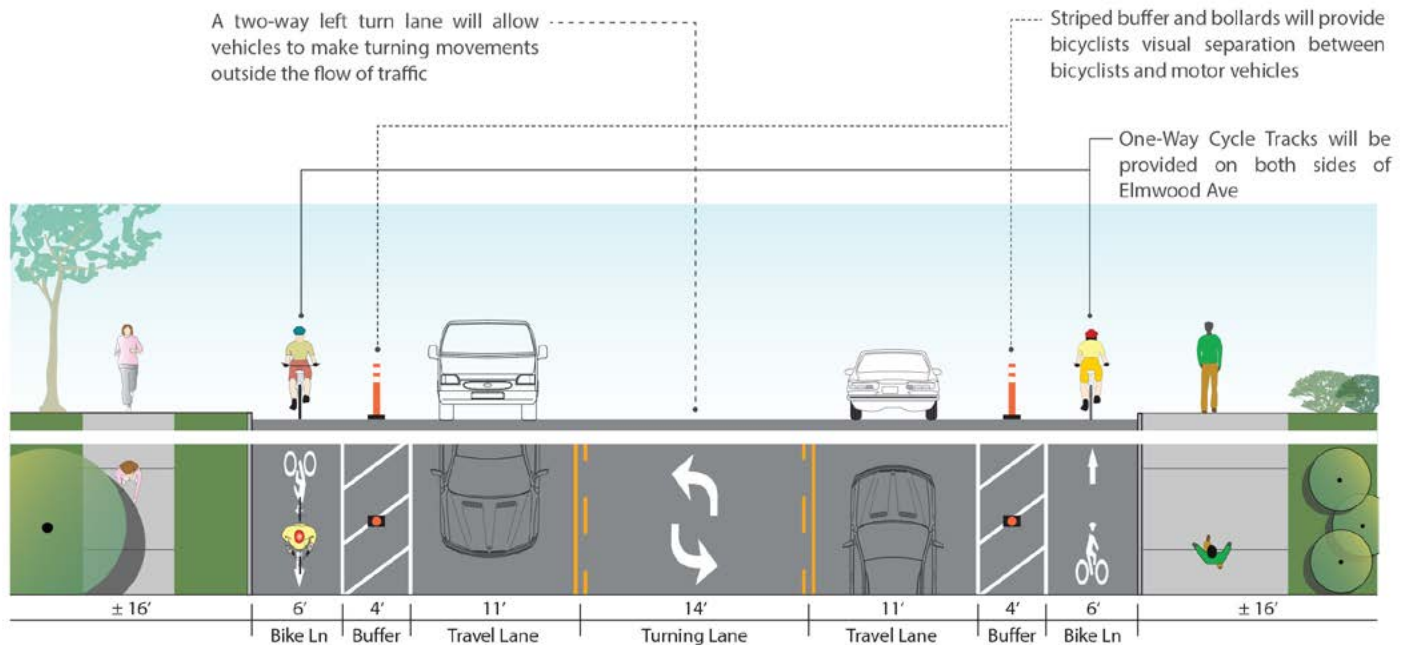 A two-way left turn lane will allow
vehicles to make turning movements
outside the flow of traffic
Striped buffer and bollards will provide
bicyclists visual separation between
bicyclists and motor vehicles
One-Way Cycle Tracks will be
provided on both sides of
Elmwood Ave
± 16′ 6′ 4′ 11′ 14′ 11′ 4′ 6′ ± 16′
Bike Ln Buffer Travel Lane Turning Lane Travel Lane Buffer Bike Ln